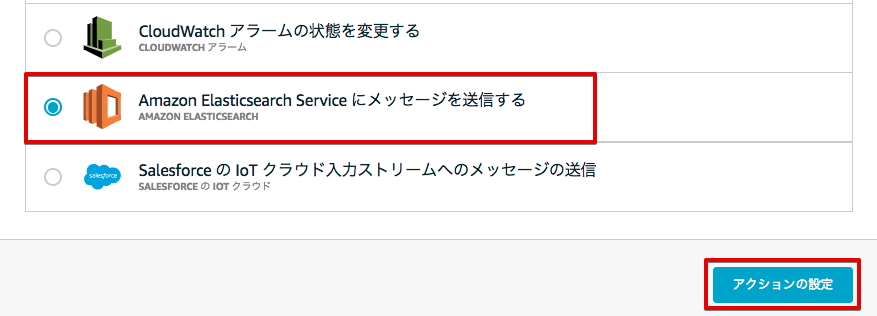 CloudWatch アラームの状態を変更する
CLOUDWATCH アラーム
Amazon Elasticsearch Service にメッセージを送信する
AMAZON ELASTICSEARCH
salesforce
Salesforce の IoT クラウド入力ストリームへのメッセージの送信
SALESFORCE の IOT クラウド
アクションの設定